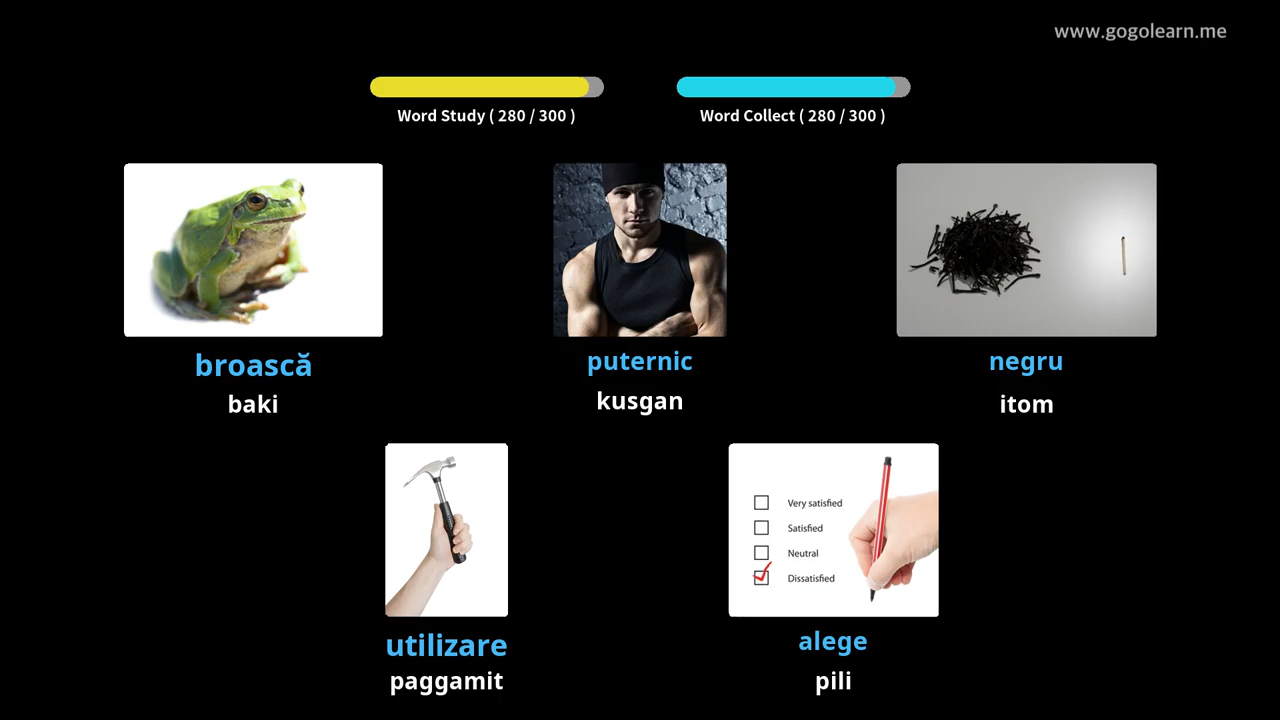 www.gogolearn.me
Word Study ( 280 / 300 )
Word Collect ( 280 / 300 )
broască
baki
puternic
kusgan
negru
itom
Very satisfied
Satisfied
Neutral
Dissatisfied
utilizare
paggamit
alege
pili